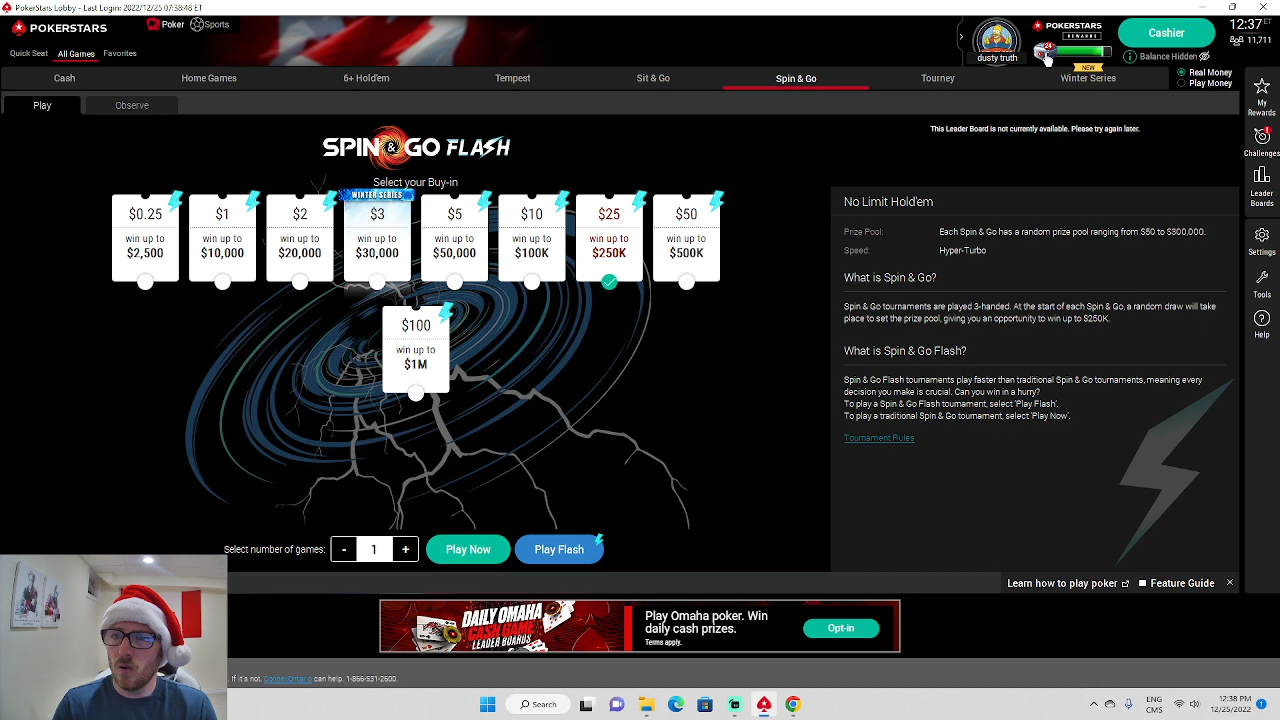 PokerStars Lobby - Last Login: 2022/12/25 07:38:48 ET
POKERSTARS
Poker
Sports
dusty truth
POKERSTARS
REWARDS
24
Cashier
12:37 ET
11,711
Balance Hidden
Quick Seat
All Games
Favorites
Cash
Home Games
6+ Hold'em
Tempest
Sit & Go
Spin & Go
Tourney
NEW
Winter Series
Real Money
Play Money
Play
Observe
My
Rewards
Challenges
Leader
Boards
Settings
Tools
Help
SPIN & GO FLASH
Select your Buy-in
This Leader Board is not currently available. Please try again later.
WINTER SERIES
$0.25
win up to
$2,500
$1
win up to
$10,000
$2
win up to
$20,000
$3
win up to
$30,000
$5
win up to
$50,000
$10
win up to
$100K
$25
win up to
$250K
$50
win up to
$500K
$100
win up to
$1M
No Limit Hold'em
Prize Pool: Each Spin & Go has a random prize pool ranging from $50 to $300,000.
Speed: Hyper-Turbo
What is Spin & Go?
Spin & Go tournaments are played 3-handed. At the start of each Spin & Go, a random draw will take
place to set the prize pool, giving you an opportunity to win up to $250K.
What is Spin & Go Flash?
Spin & Go Flash tournaments play faster than traditional Spin & Go tournaments, meaning every
decision you make is crucial. Can you win in a hurry?
To play a Spin & Go Flash tournament, select 'Play Flash'.
To play a traditional Spin & Go tournament, select 'Play Now'.
Tournament Rules
Select number of games: - 1 + Play Now Play Flash
Learn how to play poker
Feature Guide
DAILY OMAHA
CASH GAME
LEADER BOARDS
Play Omaha poker. Win
daily cash prizes.
Terms apply.
Opt-in
if it's not, ConnexOntario can help. 1-866-531-2600.
Search
ENG
CMS
12:38 PM
12/25/2022